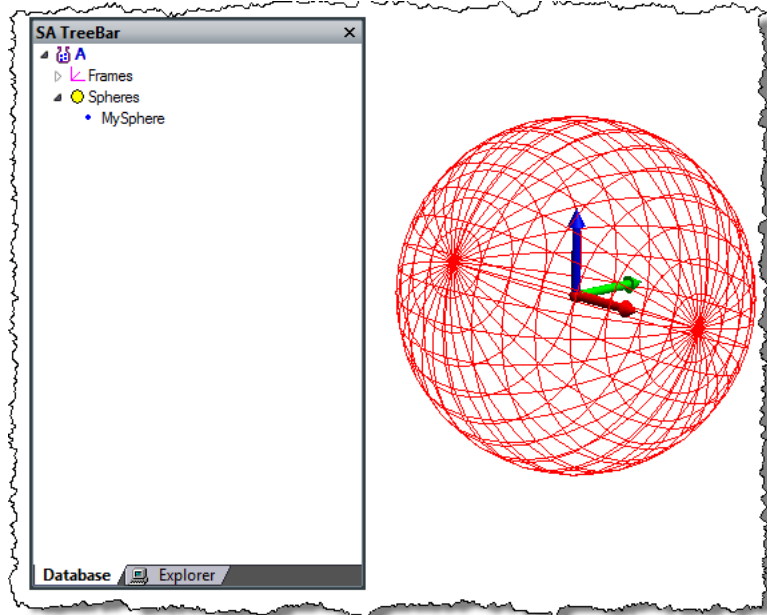 SA TreeBar
A
Frames
Spheres
MySphere
Database Explorer